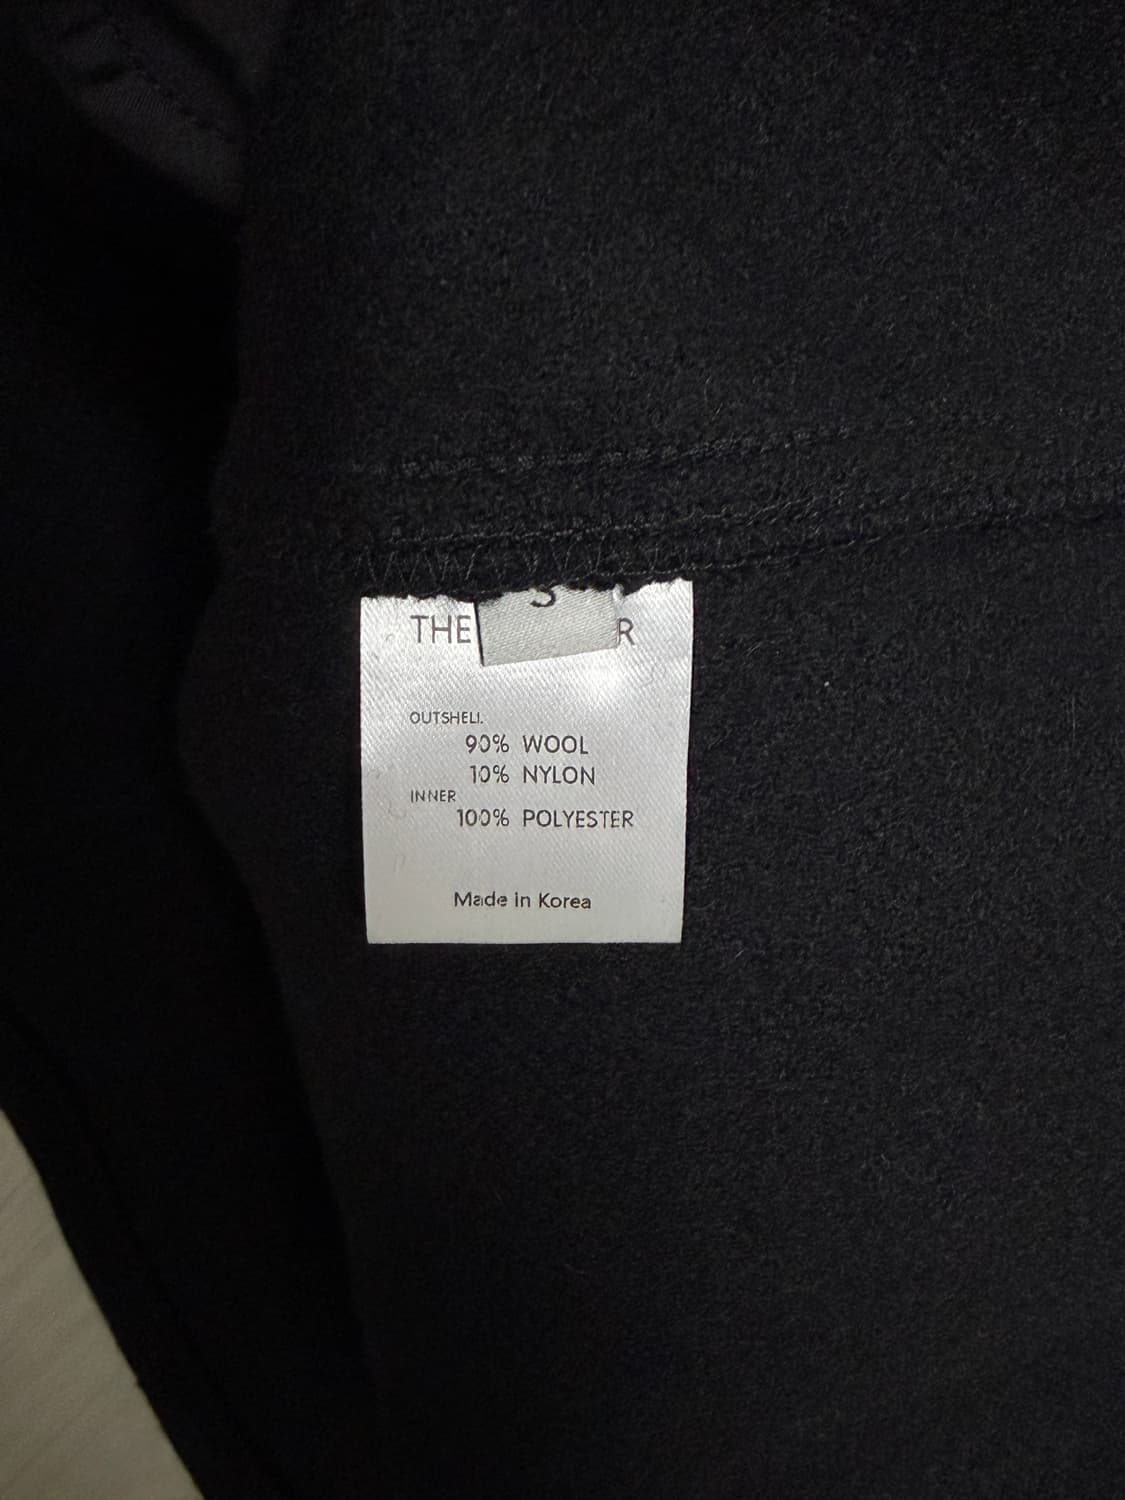 S
THE R
OUTSHELL
90% WOOL
10% NYLON
INNER
100% POLYESTER
Made in Korea